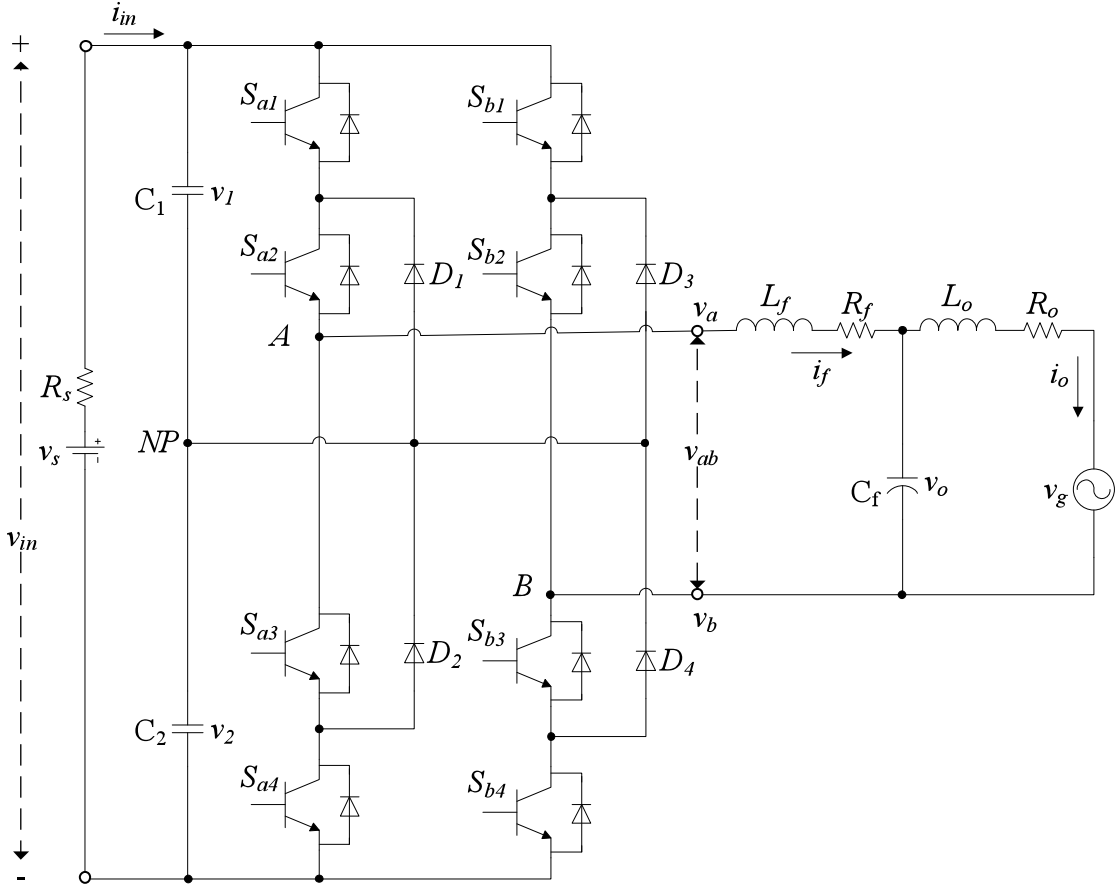 +
i_in
S_a1
S_b1
C_1
v_1
S_a2
D_1
S_b2
D_3
A
v_a
L_f
R_f
L_o
R_o
i_f
i_o
R_s
+
v_s
-
NP
v_ab
C_f
v_o
v_g
v_in
B
v_b
S_a3
D_2
S_b3
D_4
C_2
v_2
S_a4
S_b4
-